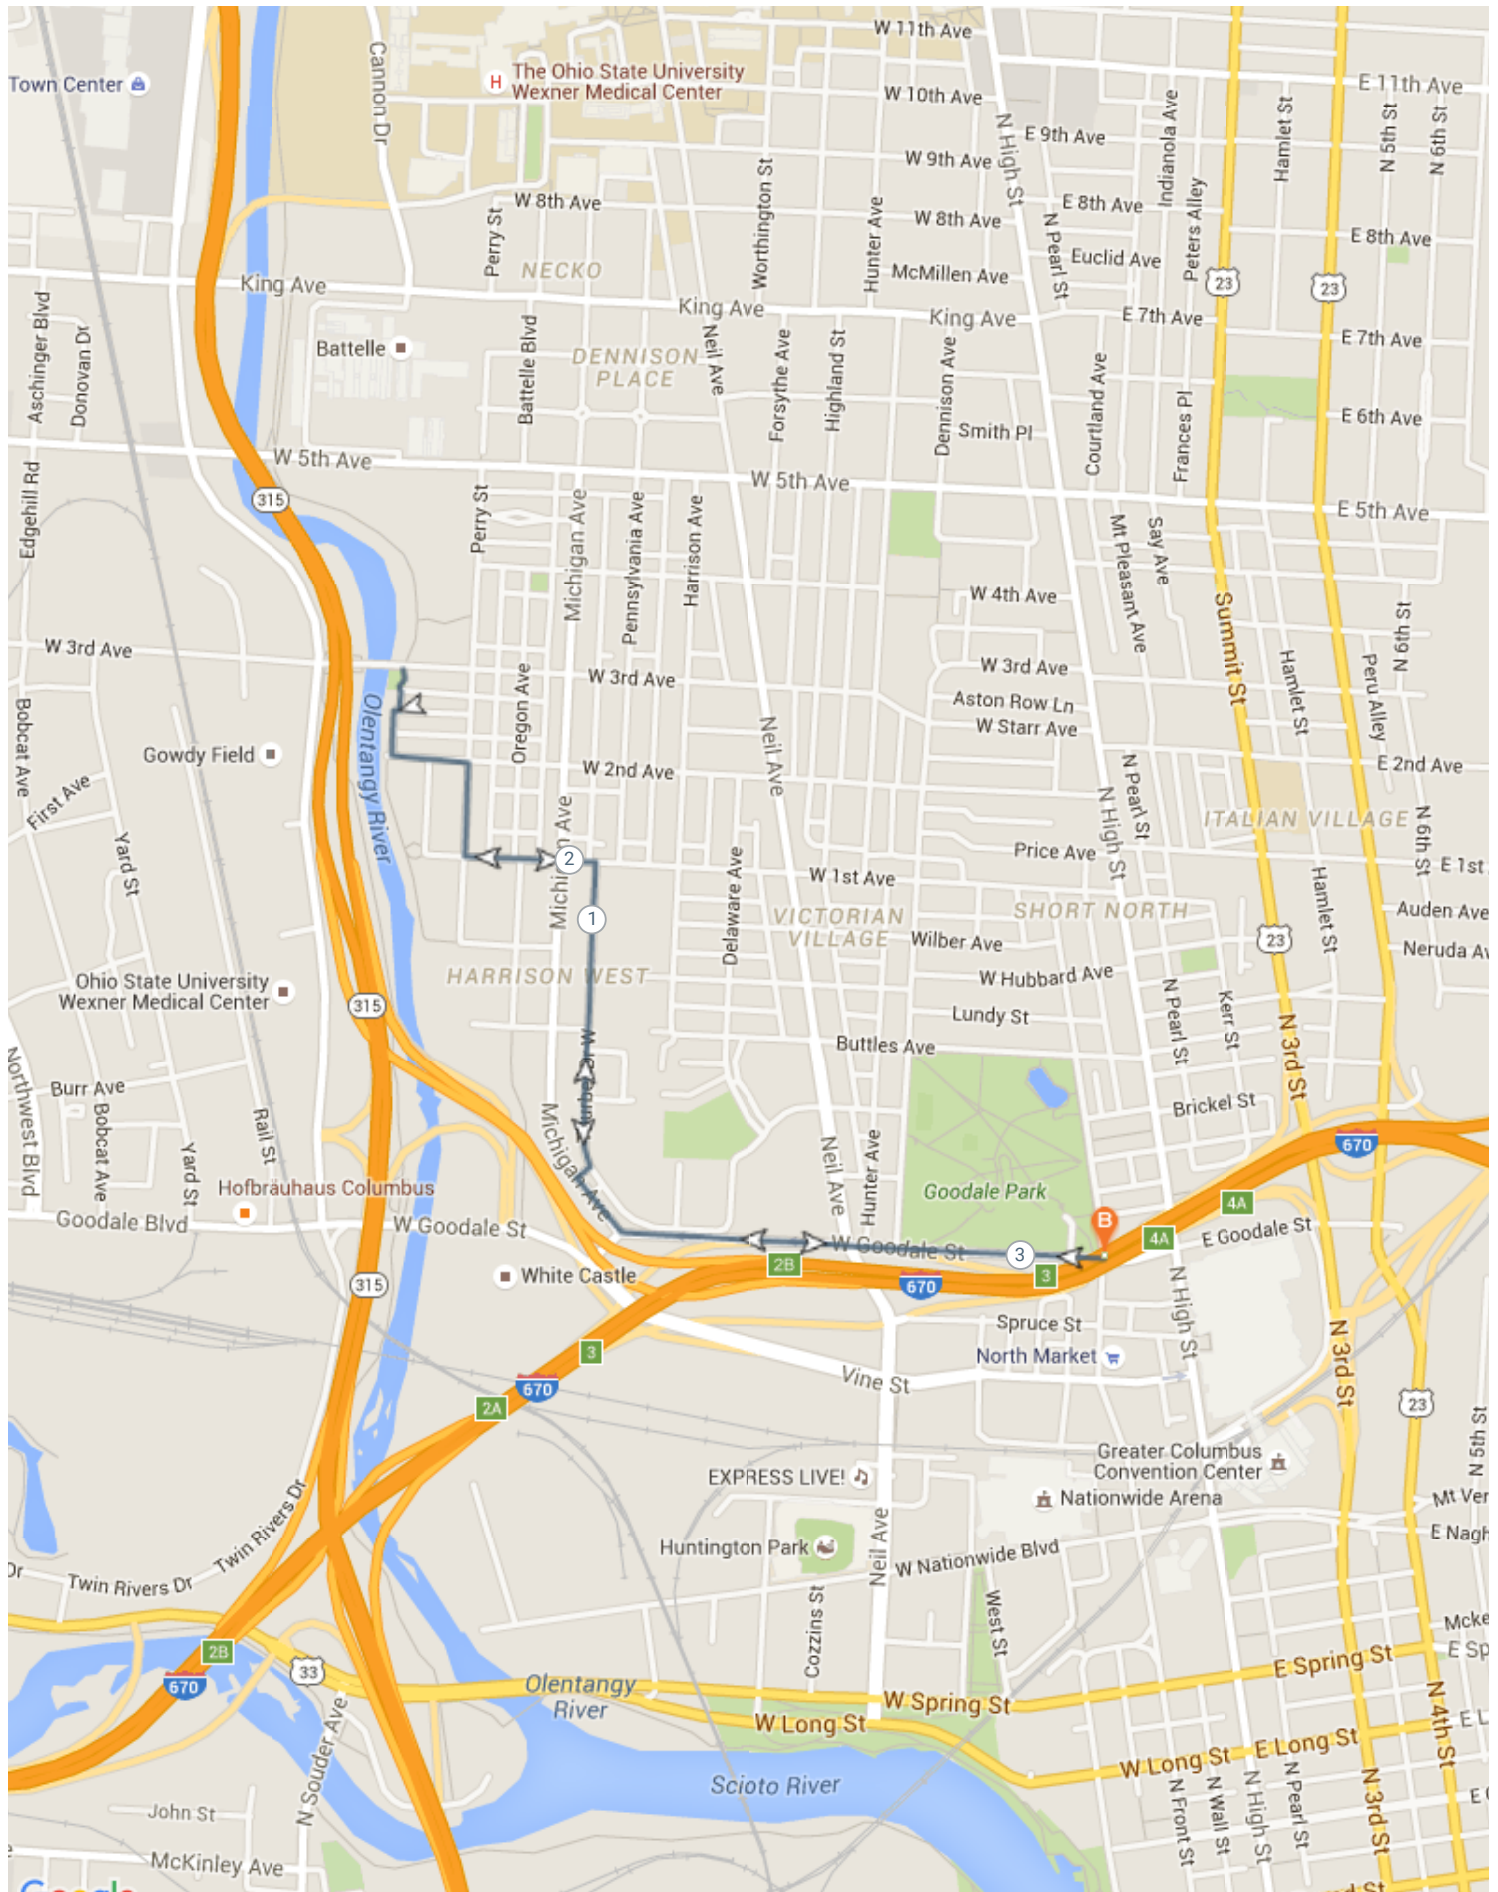 W 11th Ave
The Ohio State University
Wexner Medical Center
H
Town Center
Cannon Dr
E 11th Ave
W 10th Ave
Indianola Ave
Hamlet St
N 5th St
N 6th St
N High St
E 9th Ave
W 9th Ave
Worthington St
W 8th Ave
Perry St
Hunter Ave
W 8th Ave
E 8th Ave
Peters Alley
N Pearl St
E 8th Ave
Euclid Ave
NECKO
McMillen Ave
King Ave
23
23
King Ave
King Ave
E 7th Ave
E 7th Ave
Aschinger Blvd
Donovan Dr
Battelle
Battelle Blvd
DENNISON
PLACE
Neil Ave
Forsythe Ave
Highland St
Dennison Ave
Courtland Ave
Frances Pl
E 6th Ave
Smith Pl
W 5th Ave
W 5th Ave
315
Edgehill Rd
Perry St
Michigan Ave
Pennsylvania Ave
Harrison Ave
E 5th Ave
Mt Pleasant Ave
Say Ave
W 4th Ave
Summit St
N 6th St
W 3rd Ave
W 3rd Ave
W 3rd Ave
Oregon Ave
Hamlet St
Peru Alley
Aston Row Ln
W Starr Ave
Bobcat Ave
Olentangy River
Gowdy Field
Neil Ave
W 2nd Ave
N Pearl St
E 2nd Ave
First Ave
Michigan Ave
N High St
ITALIAN VILLAGE
N 6th St
Yard St
2
Price Ave
E 1st
W 1st Ave
Delaware Ave
Hamlet St
1
VICTORIAN
VILLAGE
SHORT NORTH
Auden Ave
23
Wilber Ave
Neruda Av
HARRISON WEST
W Hubbard Ave
Ohio State University
Wexner Medical Center
315
N Pearl St
Kerr St
Lundy St
Buttles Ave
N 3rd St
Northwest Blvd
Burr Ave
Bobcat Ave
Rail St
Yard St
Michigan Ave
Brickel St
670
Neil Ave
Hunter Ave
Goodale Park
Hofbräuhaus Columbus
4A
Goodale Blvd
W Goodale St
B
E Goodale St
4A
W Goodale St
3
2B
3
White Castle
315
670
N High St
Spruce St
North Market
N 3rd St
3
Vine St
670
2A
23
N 5th St
Greater Columbus
Convention Center
EXPRESS LIVE!
Nationwide Arena
Mt Ver
Twin Rivers Dr
Huntington Park
Neil Ave
W Nationwide Blvd
E Nagh
Dr
Twin Rivers Dr
Cozzins St
West St
Mcke
2B
33
E Spring St
E Sp
670
Olentangy
River
W Spring St
N 4th St
W Long St
E Long St
E L
W Long St
N Souder Ave
Scioto River
N Front St
N Wall St
N High St
N Pearl St
N 3rd St
John St
McKinley Ave
Google